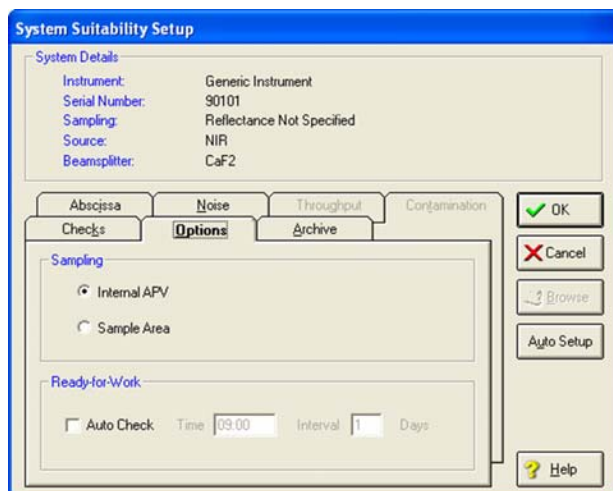 System Suitability Setup
System Details
Instrument: Generic Instrument
Serial Number: 90101
Sampling: Reflectance Not Specified
Source: NIR
Beamsplitter: CaF2
Abscissa Noise Throughput Contamination
Checks Options Archive
OK
Cancel
Browse
Auto Setup
Help
Sampling
Internal APV
Sample Area
Ready-for-Work
Auto Check Time 09:00 Interval 1 Days